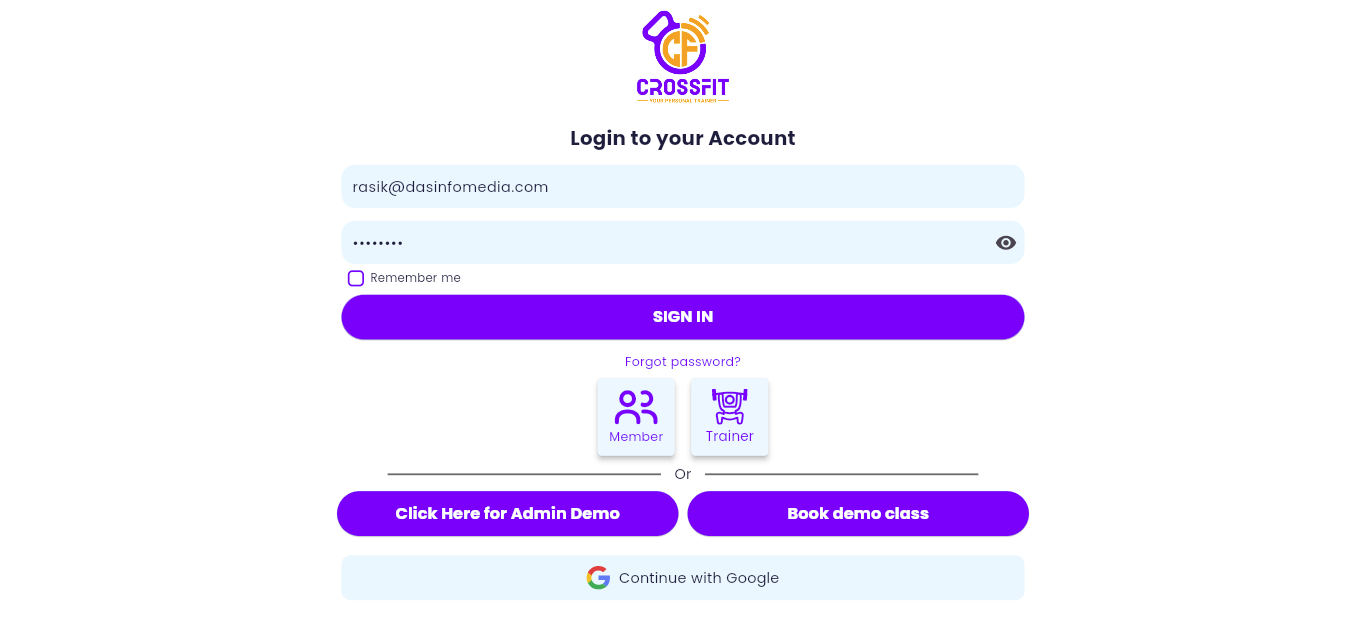 CF
CROSSFIT
YOUR PERSONAL TRAINER
Login to your Account
rasik@dasinfomedia.com
••••••••
Remember me
SIGN IN
Forgot password?
Member Trainer
Or
Click Here for Admin Demo Book demo class
Continue with Google